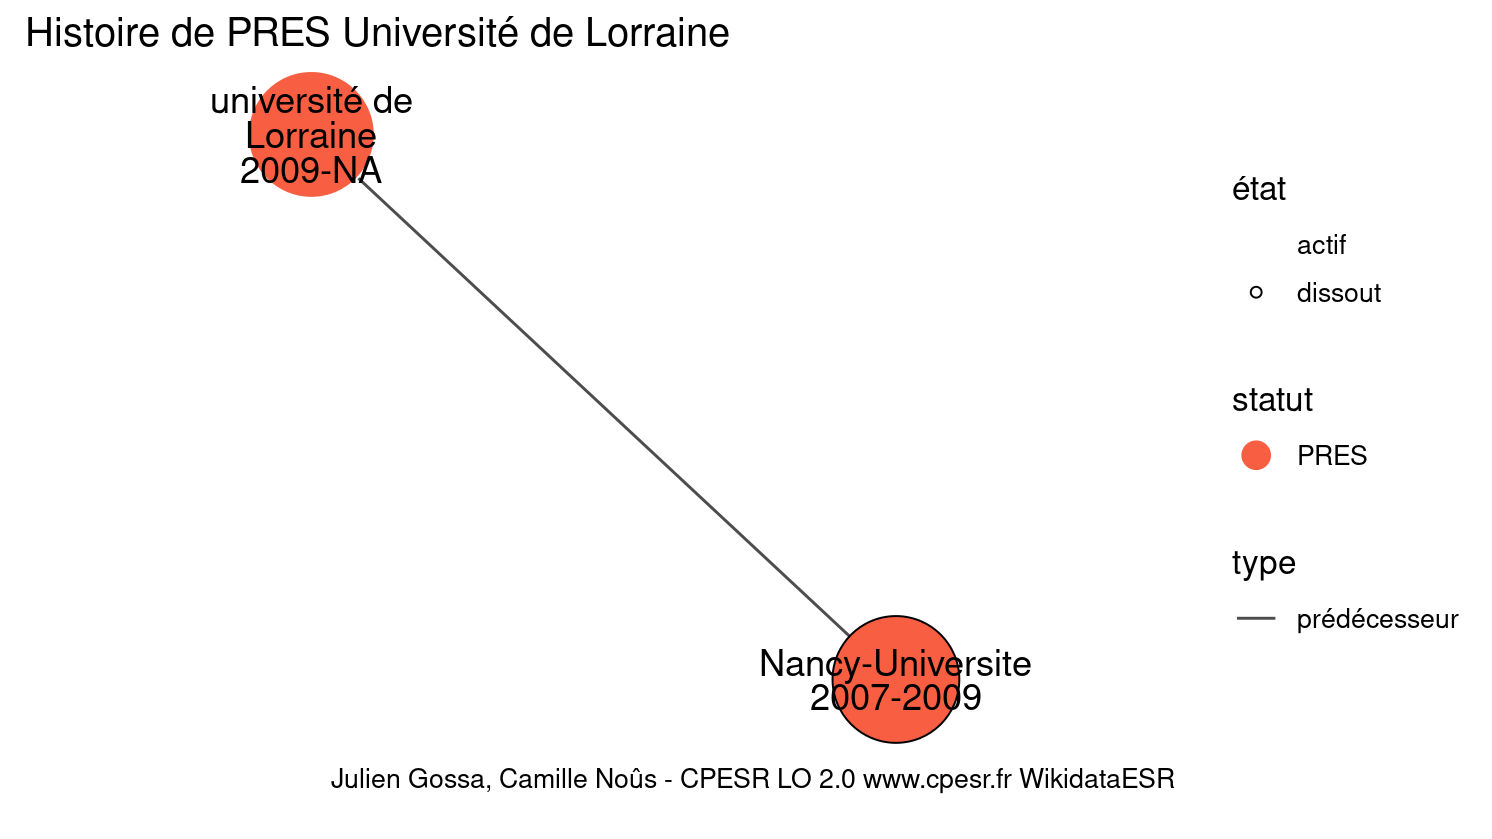 Histoire de PRES Université de Lorraine
université de
Lorraine
2009-NA
état
actif
dissout
statut
PRES
type
prédécesseur
Nancy-Universite
2007-2009
Julien Gossa, Camille Noûs - CPESR LO 2.0 www.cpesr.fr WikidataESR